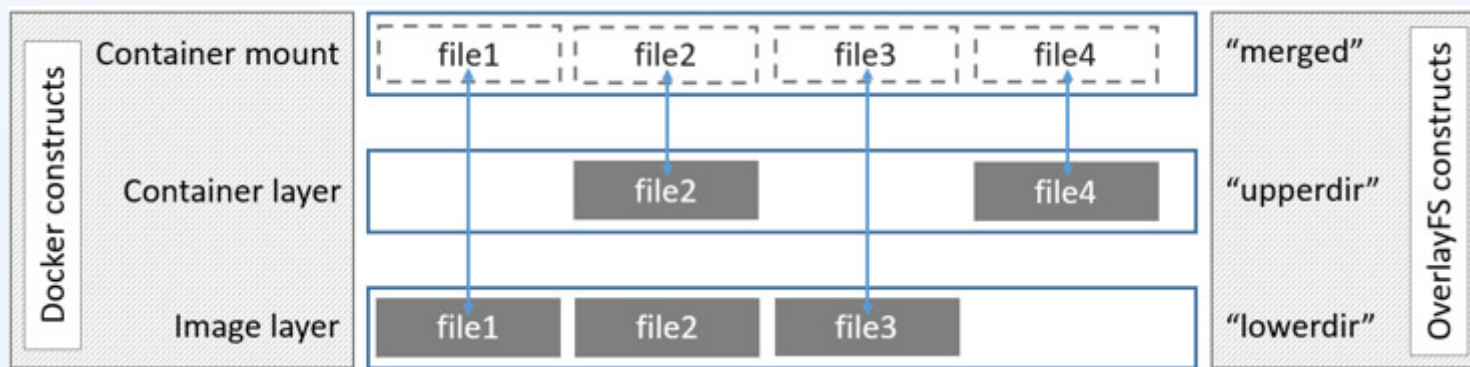 Docker constructs
Container mount
file1 file2 file3 file4
“merged”
Container layer
file2 file4
“upperdir”
Image layer
file1 file2 file3
“lowerdir”
OverlayFS constructs